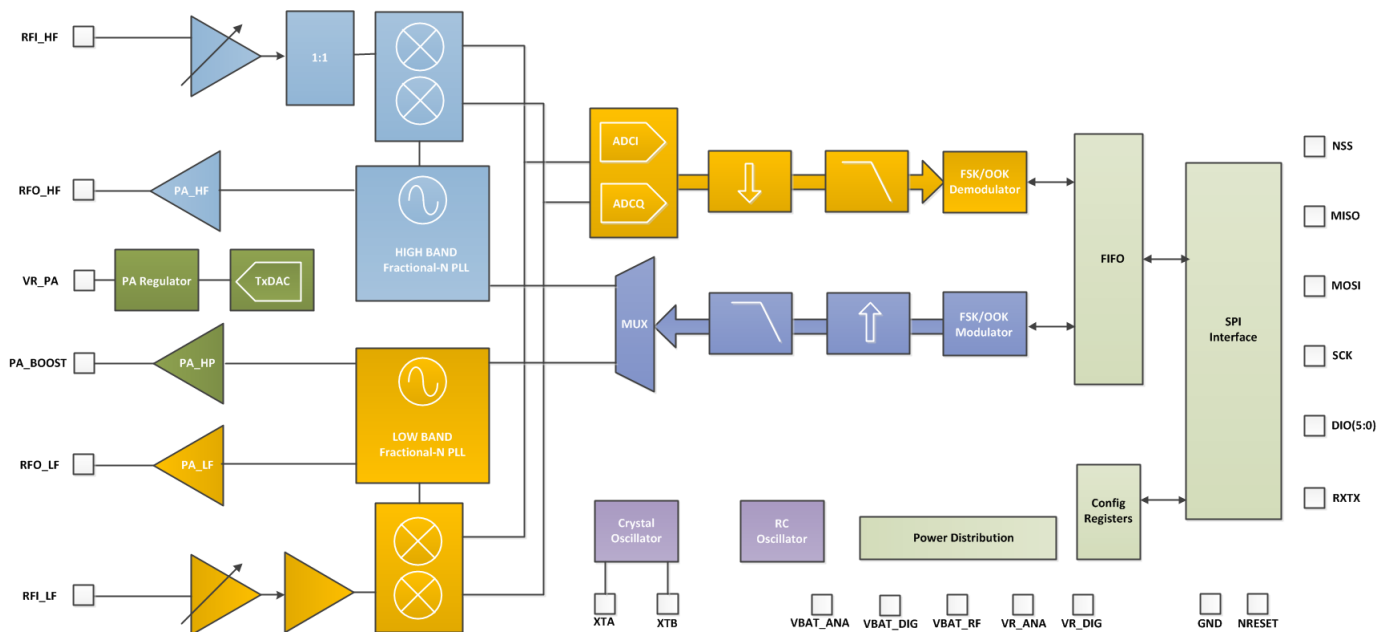 RFI_HF
1:1
ADCI
ADCQ
FSK/OOK
Demodulator
NSS
RFO_HF
PA_HF
MISO
HIGH BAND
Fractional-N PLL
FIFO
VR_PA
PA Regulator
TxDAC
MOSI
MUX
FSK/OOK
Modulator
SPI
Interface
PA_BOOST
PA_HP
SCK
LOW BAND
Fractional-N PLL
DIO(5:0)
RFO_LF
PA_LF
RXTX
Crystal
Oscillator
RC
Oscillator
Power Distribution
Config
Registers
RFI_LF
XTA
XTB
VBAT_ANA
VBAT_DIG
VBAT_RF
VR_ANA
VR_DIG
GND
NRESET